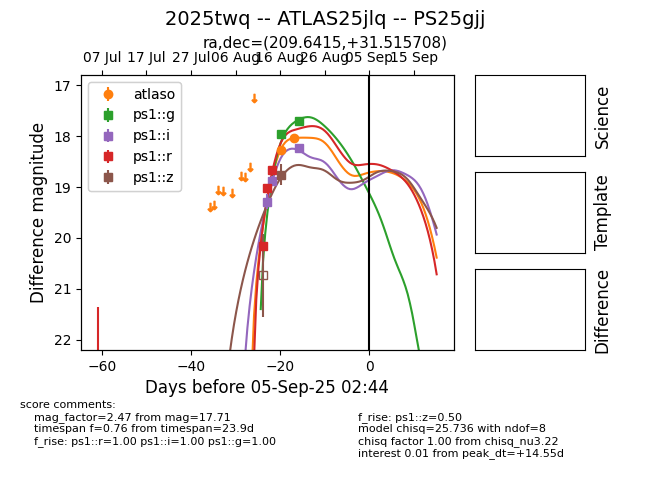 2025twq -- ATLAS25jlq -- PS25gjj
ra,dec=(209.6415,+31.515708)
07 Jul 17 Jul 27 Jul 06 Aug 16 Aug 26 Aug 05 Sep 15 Sep
17
18
19
20
21
22
Difference magnitude
atlaso
ps1::g
ps1::i
ps1::r
ps1::z
−60 −40 −20 0
Days before 05-Sep-25 02:44
Science
Template
Difference
score comments:
mag_factor=2.47 from mag=17.71
timespan f=0.76 from timespan=23.9d
f_rise: ps1::r=1.00 ps1::i=1.00 ps1::g=1.00
f_rise: ps1::z=0.50
model chisq=25.736 with ndof=8
chisq factor 1.00 from chisq_nu3.22
interest 0.01 from peak_dt=+14.55d